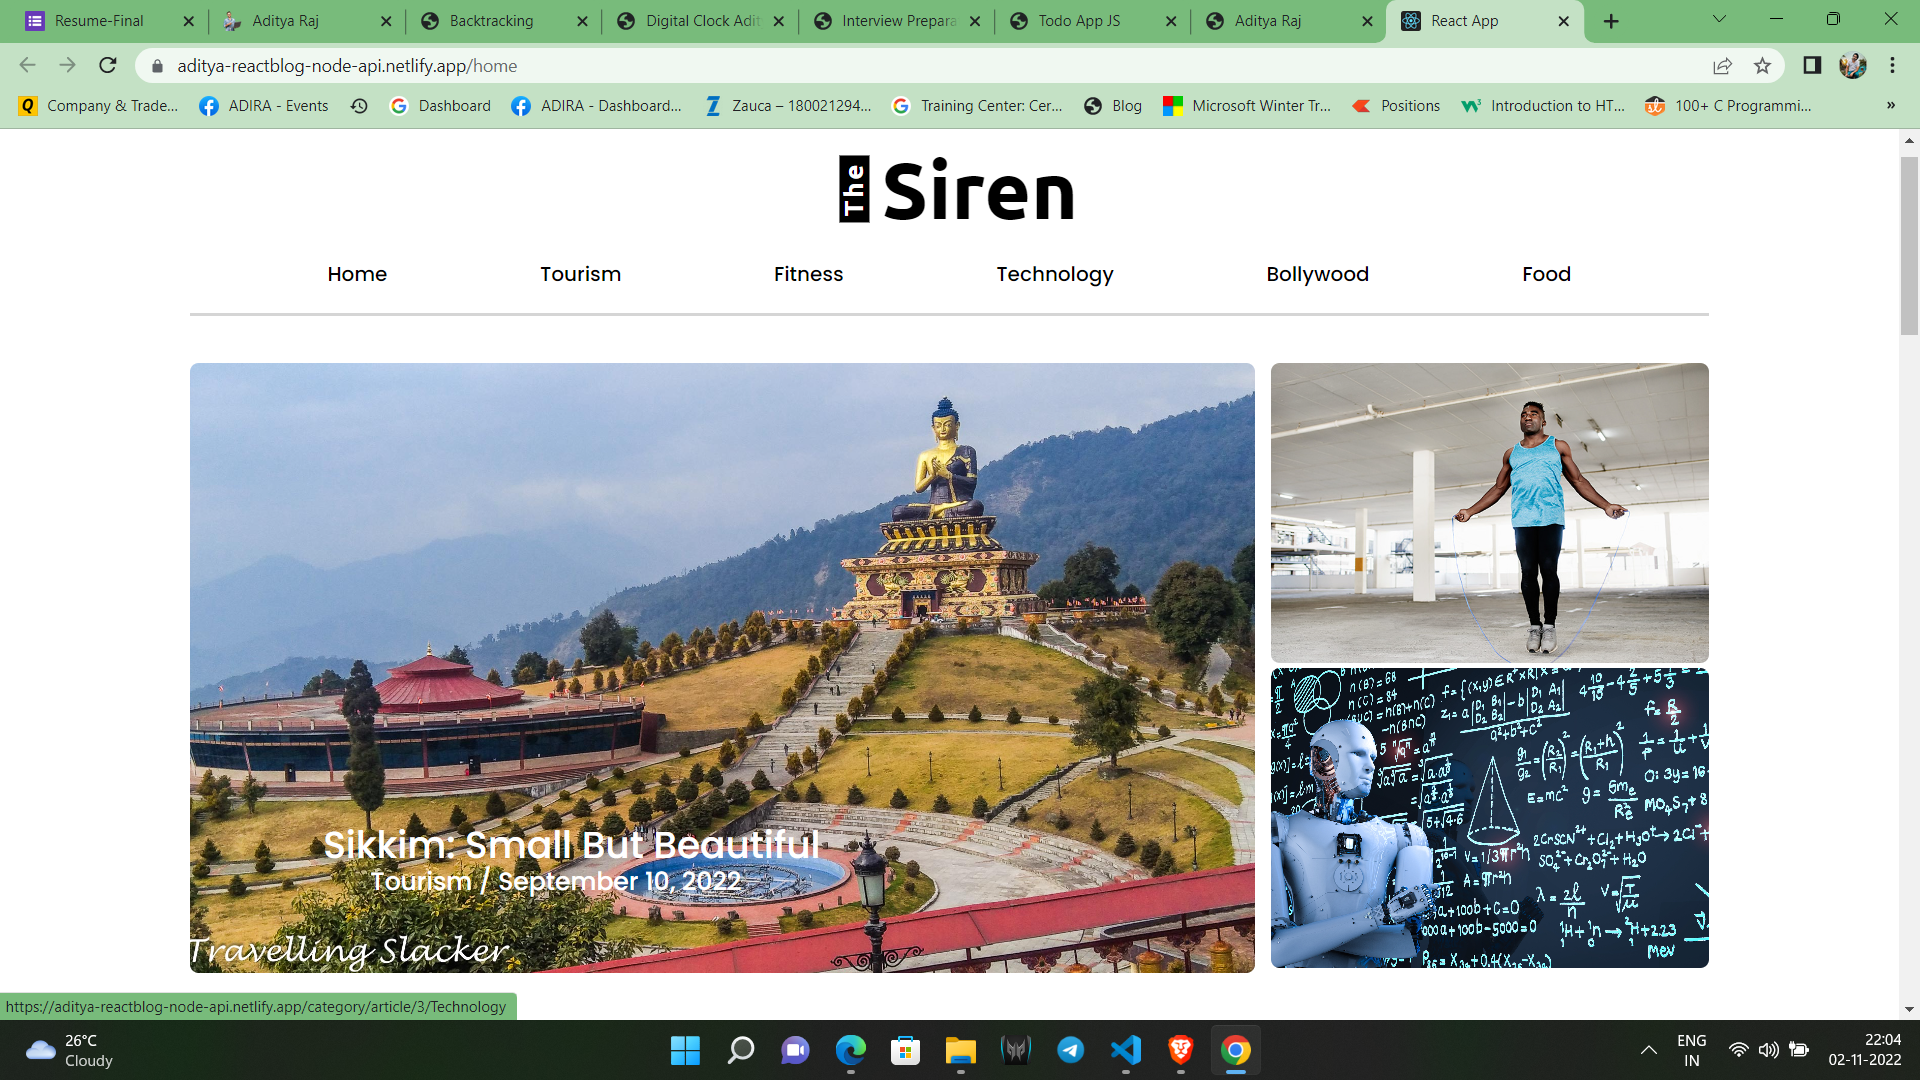 Resume-Final
Aditya Raj
Backtracking
Digital Clock Adit
Interview Prepara
Todo App JS
Aditya Raj
React App
aditya-reactblog-node-api.netlify.app/home
Company & Trade...
ADIRA - Events
Dashboard
ADIRA - Dashboard...
Zauca – 180021294...
Training Center: Cer...
Blog
Microsoft Winter Tr...
Positions
Introduction to HT...
100+ C Programmi...
»
The Siren
Home
Tourism
Fitness
Technology
Bollywood
Food
Sikkim: Small But Beautiful
Tourism / September 10, 2022
Travelling Slacker
E=mc²
https://aditya-reactblog-node-api.netlify.app/category/article/3/Technology
26°C
Cloudy
ENG
IN
22:04
02-11-2022